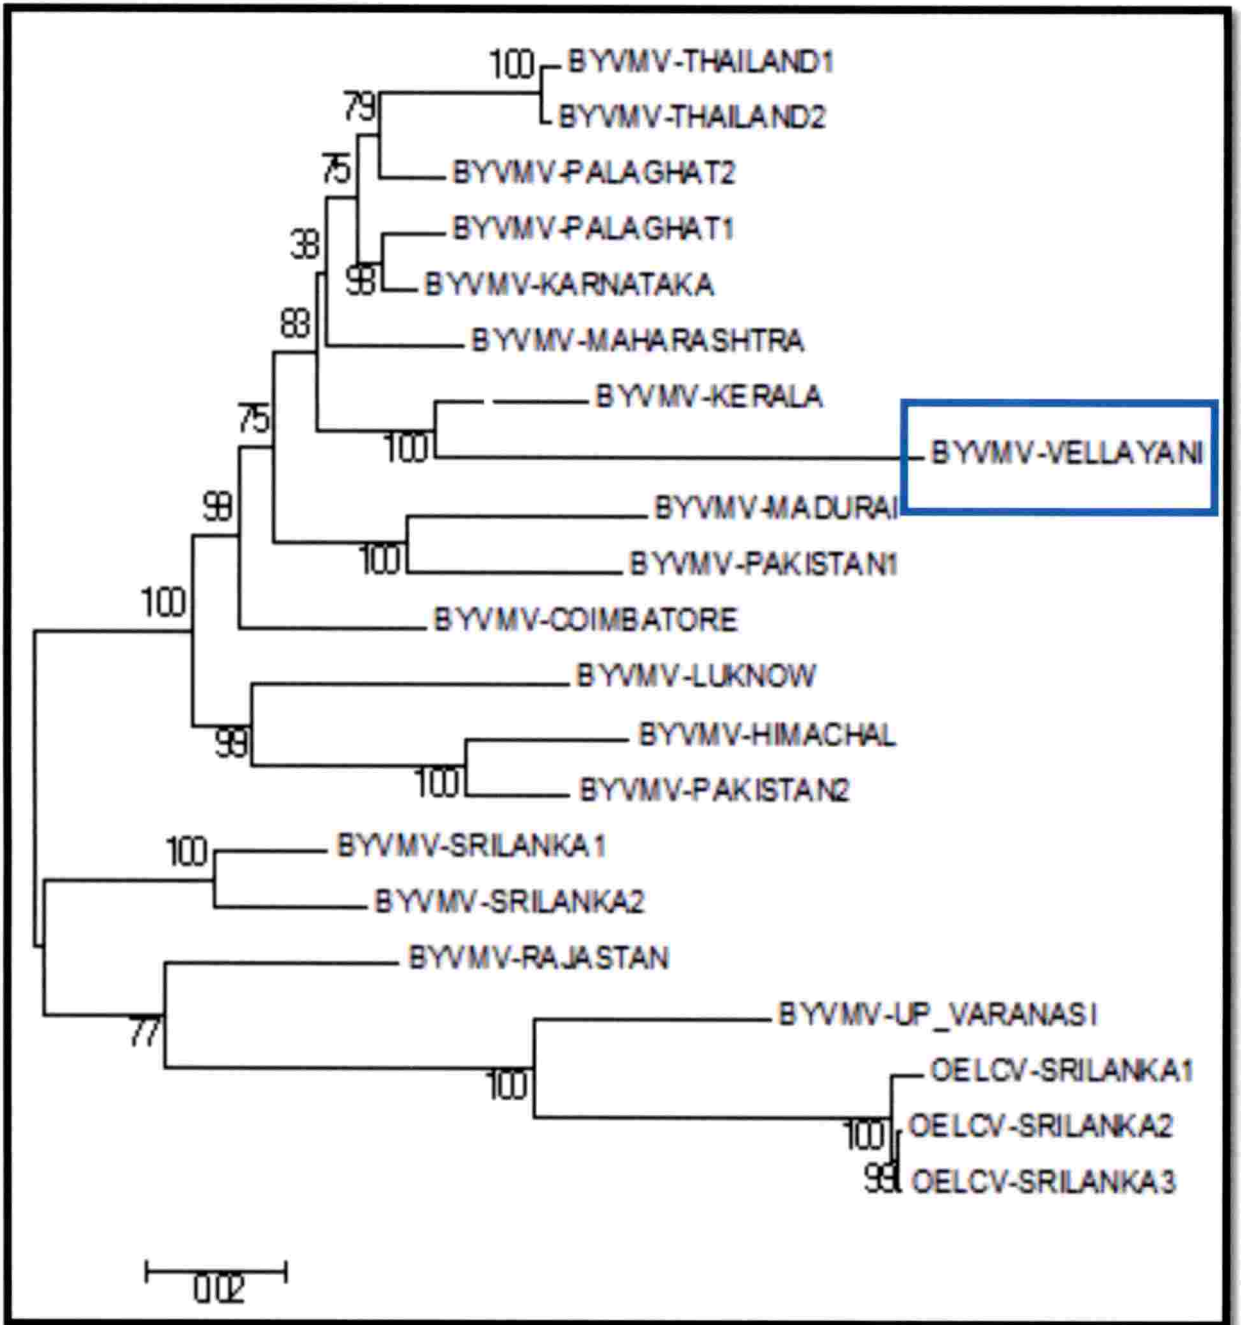 100
BYVMV-THAILAND1
79
BYVMV-THAILAND2
75
BYVMV-PALAGHAT2
38
BYVMV-PALAGHAT1
98
BYVMV-KARNATAKA
83
BYVMV-MAHARASHTRA
75
BYVMV-KERALA
100
BYVMV-VELLAYANI
98
BYVMV-MADURAI
100
BYVMV-PAKISTAN1
100
BYVMV-COIMBATORE
BYVMV-LUKNOW
99
BYVMV-HIMACHAL
100
BYVMV-PAKISTAN2
100
BYVMV-SRILANKA1
BYVMV-SRILANKA2
BYVMV-RAJASTAN
77
BYVMV-UP_VARANASI
100
OELCV-SRILANKA1
100
OELCV-SRILANKA2
99
OELCV-SRILANKA3
0.02